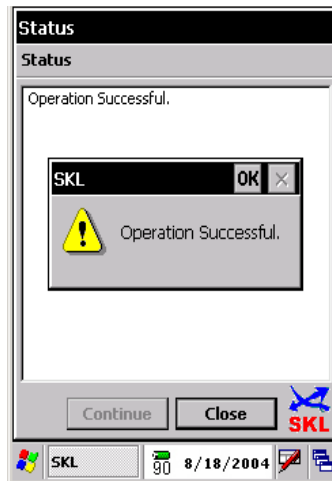 Status
Status
Operation Successful.
SKL OK
Operation Successful.
Continue Close
SKL
SKL 90 8/18/2004